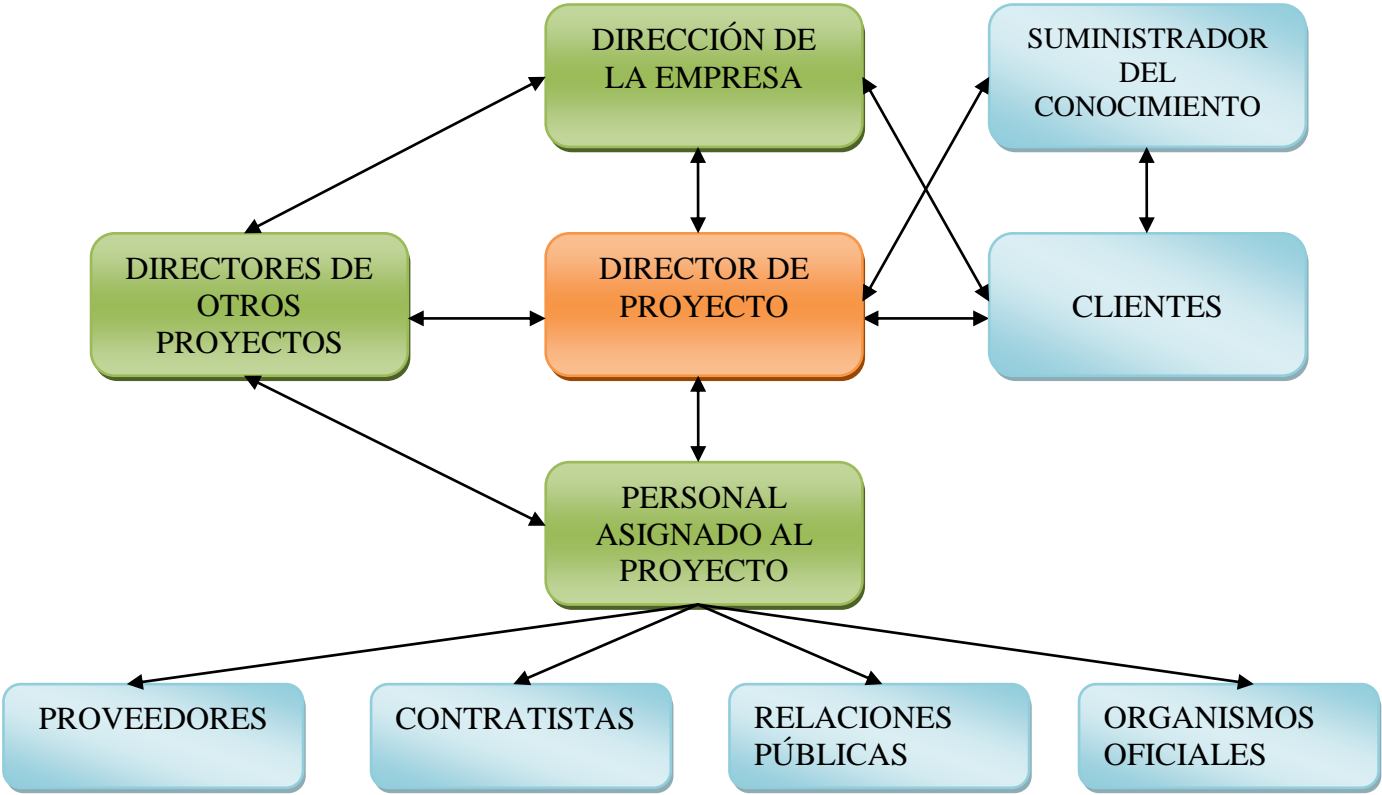 DIRECCIÓN DE
LA EMPRESA
SUMINISTRADOR
DEL
CONOCIMIENTO
DIRECTORES DE
OTROS
PROYECTOS
DIRECTOR DE
PROYECTO
CLIENTES
PERSONAL
ASIGNADO AL
PROYECTO
PROVEEDORES
CONTRATISTAS
RELACIONES
PÚBLICAS
ORGANISMOS
OFICIALES